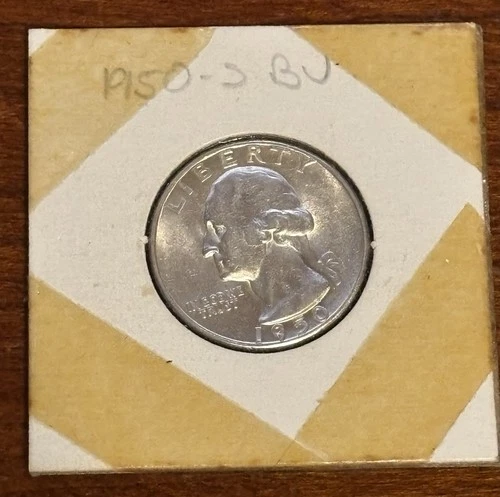 1950-S BU
LIBERTY
IN GOD WE
TRUST
1950